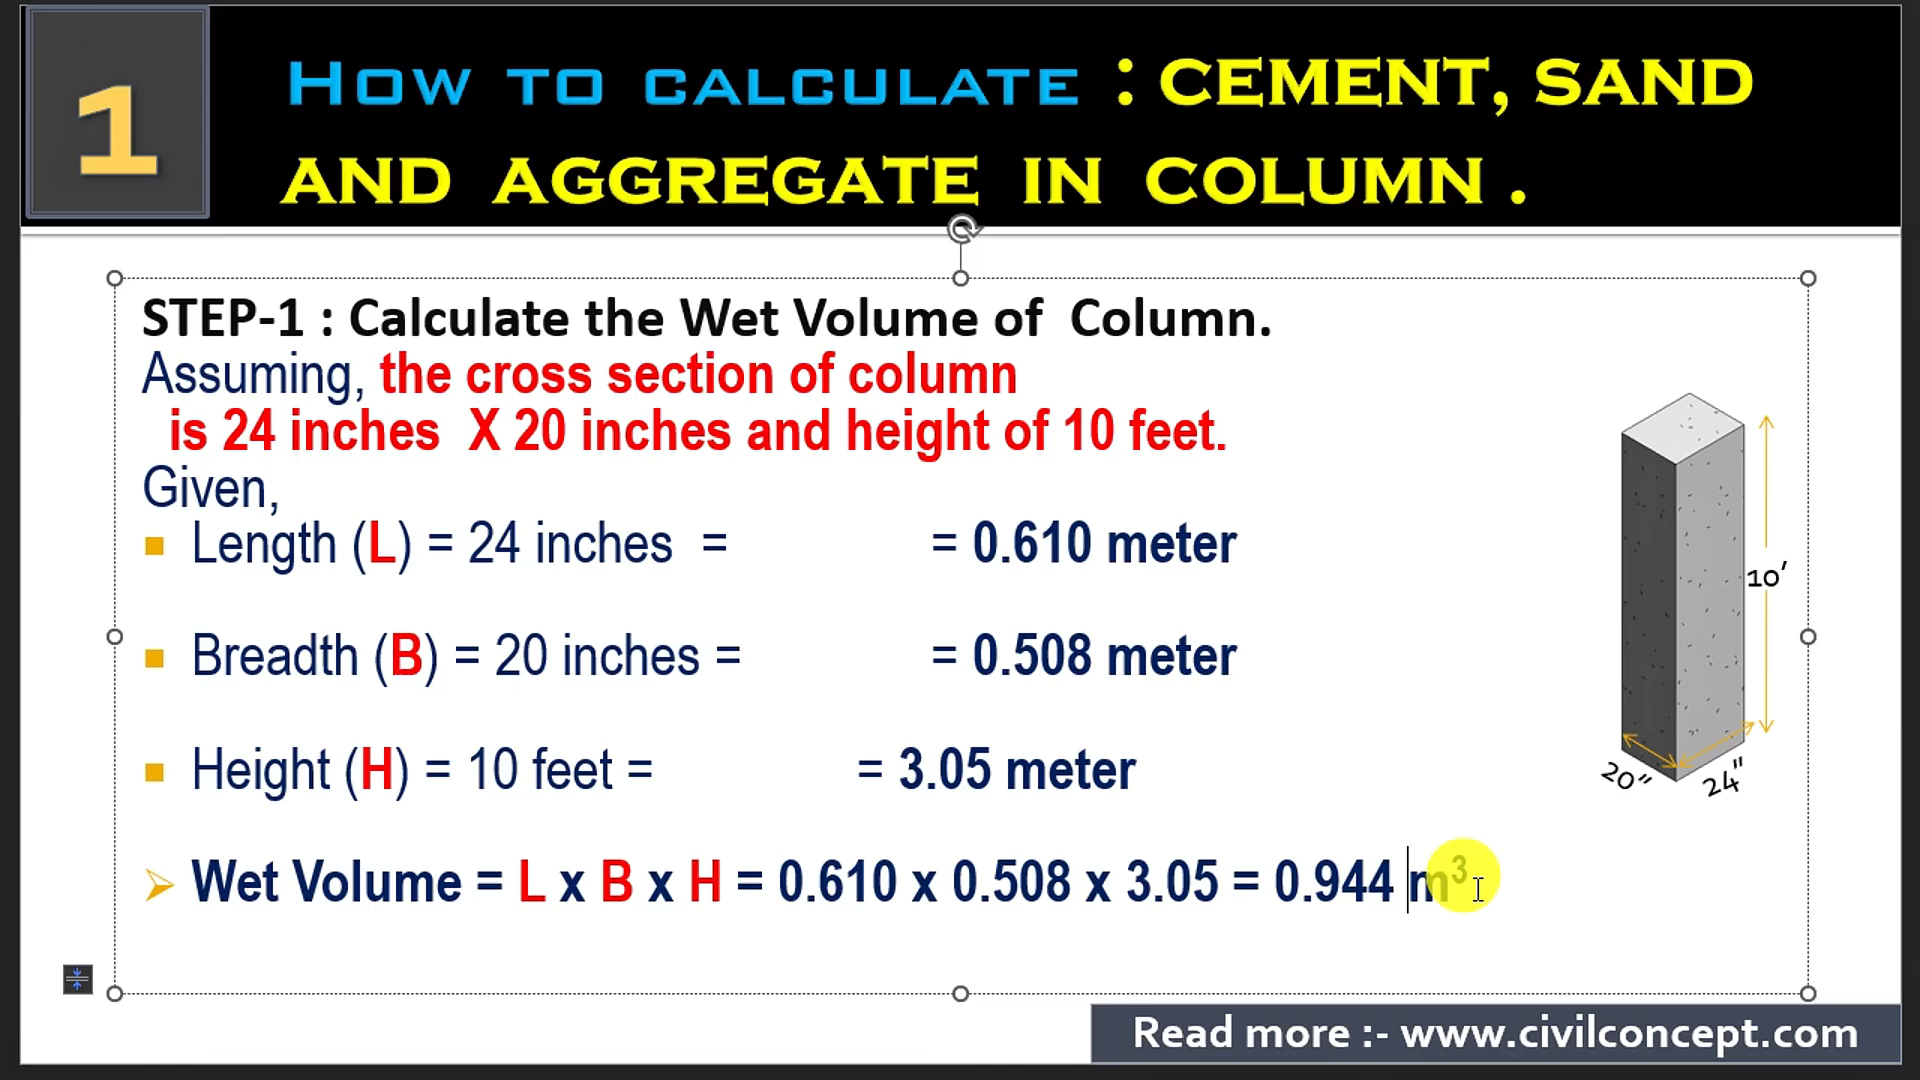 1
HOW TO CALCULATE : CEMENT, SAND
AND AGGREGATE IN COLUMN .
STEP-1 : Calculate the Wet Volume of Column.
Assuming, the cross section of column
is 24 inches X 20 inches and height of 10 feet.
Given,
Length (L) = 24 inches = = 0.610 meter
Breadth (B) = 20 inches = = 0.508 meter
Height (H) = 10 feet = = 3.05 meter
Wet Volume = L x B x H = 0.610 x 0.508 x 3.05 = 0.944 m³
10'
20"
24"
Read more :- www.civilconcept.com